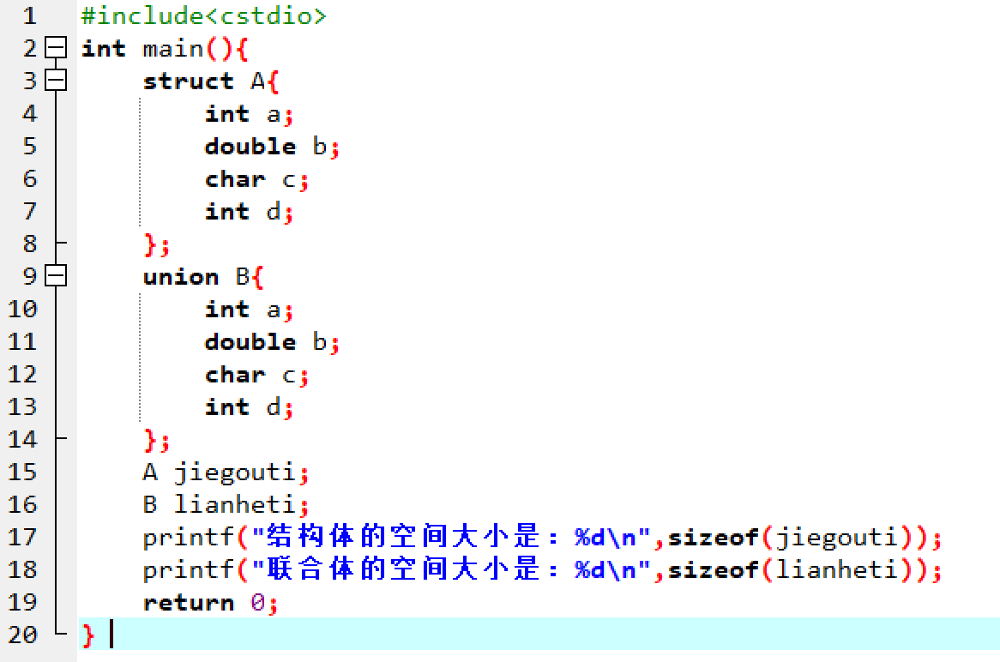 1 #include<cstdio>
2 int main(){
3     struct A{
4         int a;
5         double b;
6         char c;
7         int d;
8     };
9     union B{
10         int a;
11         double b;
12         char c;
13         int d;
14     };
15     A jiegouti;
16     B lianheti;
17     printf("结构体的空间大小是：%d\n",sizeof(jiegouti));
18     printf("联合体的空间大小是：%d\n",sizeof(lianheti));
19     return 0;
20 }